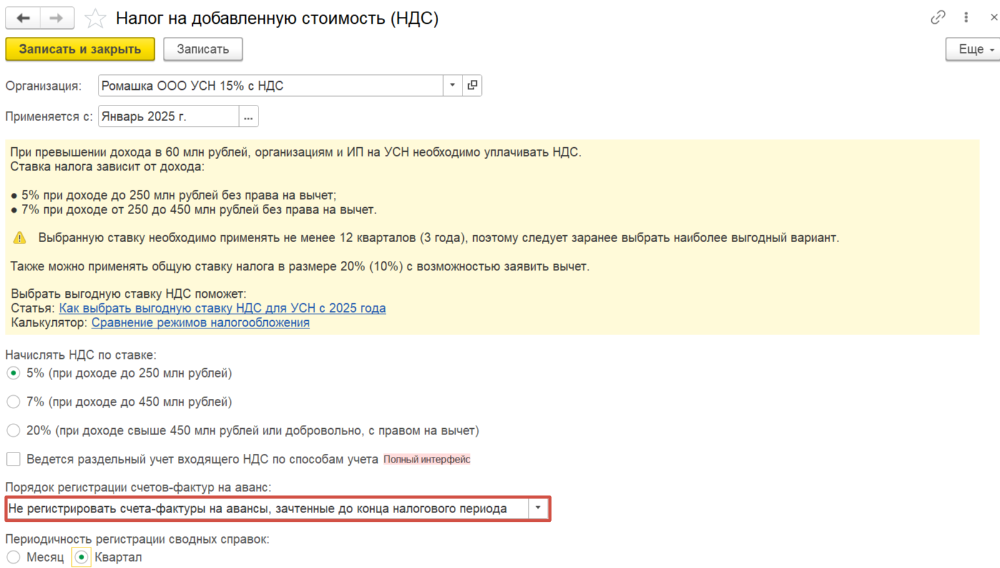 Налог на добавленную стоимость (НДС)
Записать и закрыть
Записать
Еще
Организация: Ромашка ООО УСН 15% с НДС
Применяется с: Январь 2025 г. ...
При превышении дохода в 60 млн рублей, организациям и ИП на УСН необходимо уплачивать НДС.
Ставка налога зависит от дохода:
● 5% при доходе до 250 млн рублей без права на вычет;
● 7% при доходе от 250 до 450 млн рублей без права на вычет.
Выбранную ставку необходимо применять не менее 12 кварталов (3 года), поэтому следует заранее выбрать наиболее выгодный вариант.
Также можно применять общую ставку налога в размере 20% (10%) с возможностью заявить вычет.
Выбрать выгодную ставку НДС поможет:
Статья: Как выбрать выгодную ставку НДС для УСН с 2025 года
Калькулятор: Сравнение режимов налогообложения
Начислять НДС по ставке:
5% (при доходе до 250 млн рублей)
7% (при доходе до 450 млн рублей)
20% (при доходе свыше 450 млн рублей или добровольно, с правом на вычет)
Ведется раздельный учет входящего НДС по способам учета Полный интерфейс
Порядок регистрации счетов-фактур на аванс:
Не регистрировать счета-фактуры на авансы, зачтенные до конца налогового периода
Периодичность регистрации сводных справок:
Месяц Квартал